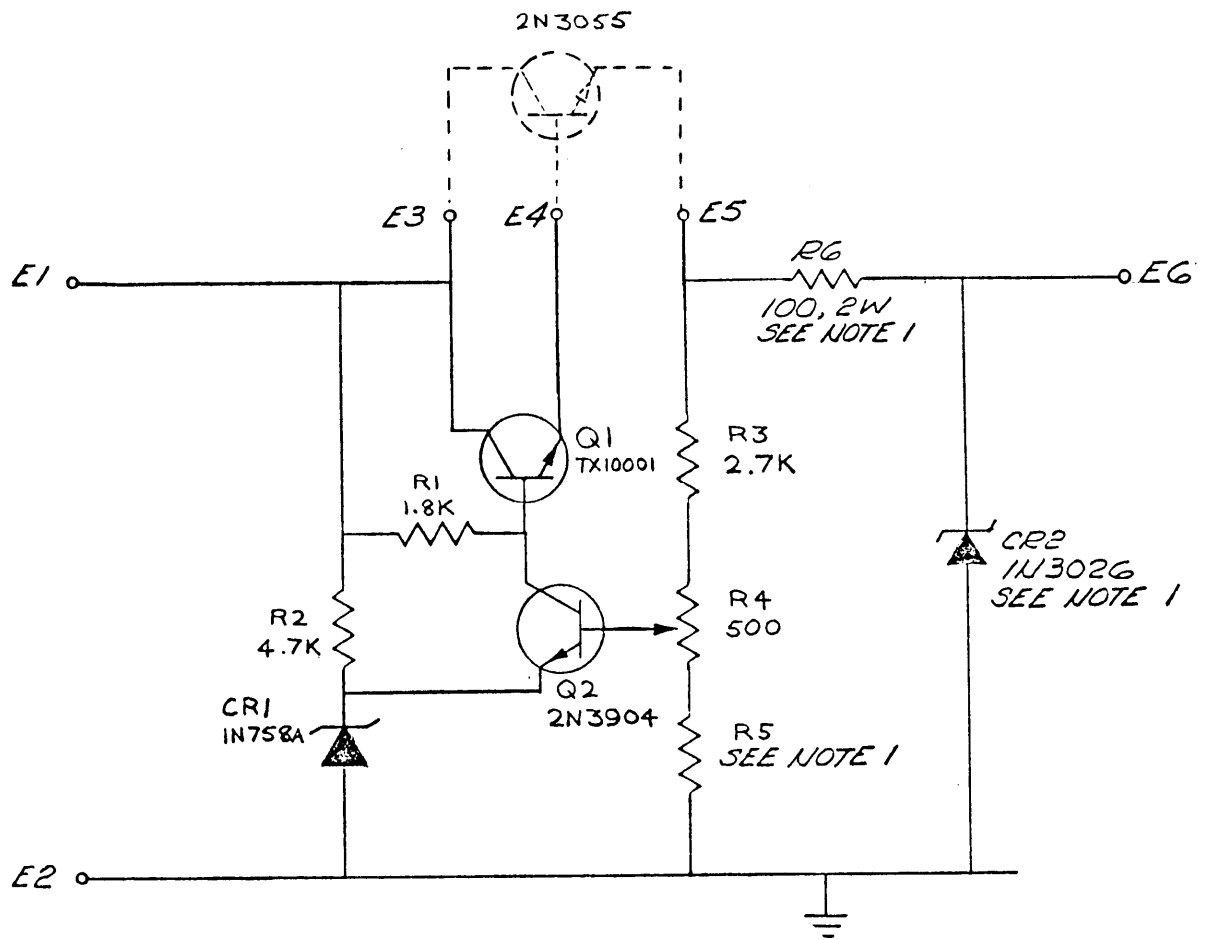 2N3055
E3
E4
E5
E1
R6
100, 2W
SEE NOTE 1
E6
Q1
TX10001
R3
2.7K
R1
1.8K
CR2
1N3026
SEE NOTE 1
R2
4.7K
R4
500
Q2
2N3904
CR1
1N758A
R5
SEE NOTE 1
E2